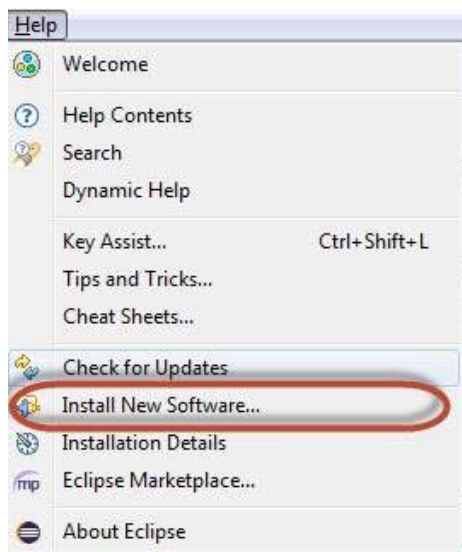 Help
Welcome
Help Contents
Search
Dynamic Help
Key Assist... Ctrl+Shift+L
Tips and Tricks...
Cheat Sheets...
Check for Updates
Install New Software...
Installation Details
mp Eclipse Marketplace...
About Eclipse